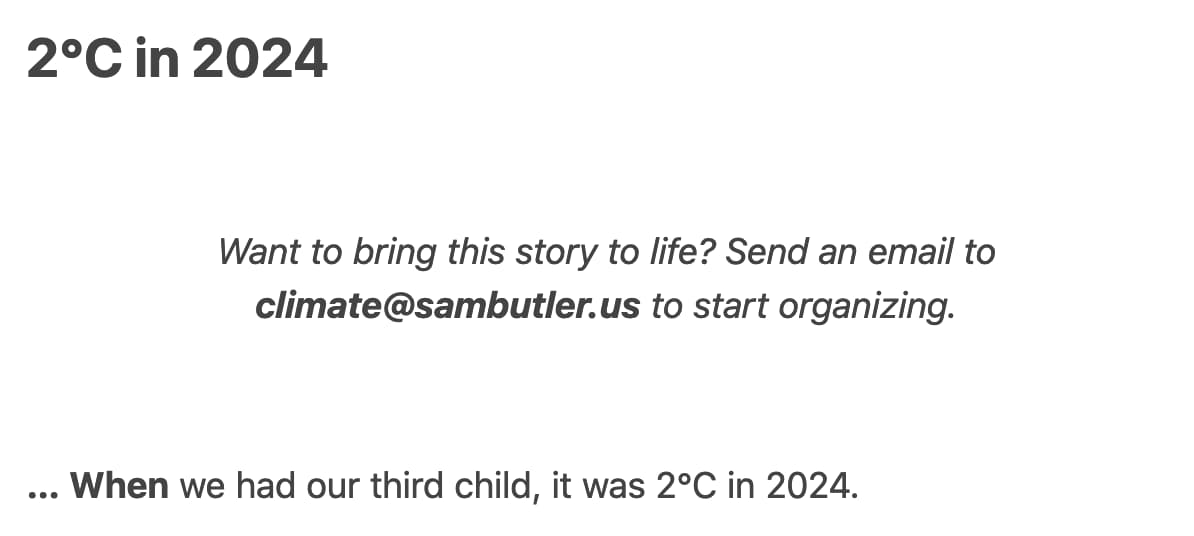 2°C in 2024
Want to bring this story to life? Send an email to
climate@sambutler.us to start organizing.
... When we had our third child, it was 2°C in 2024.